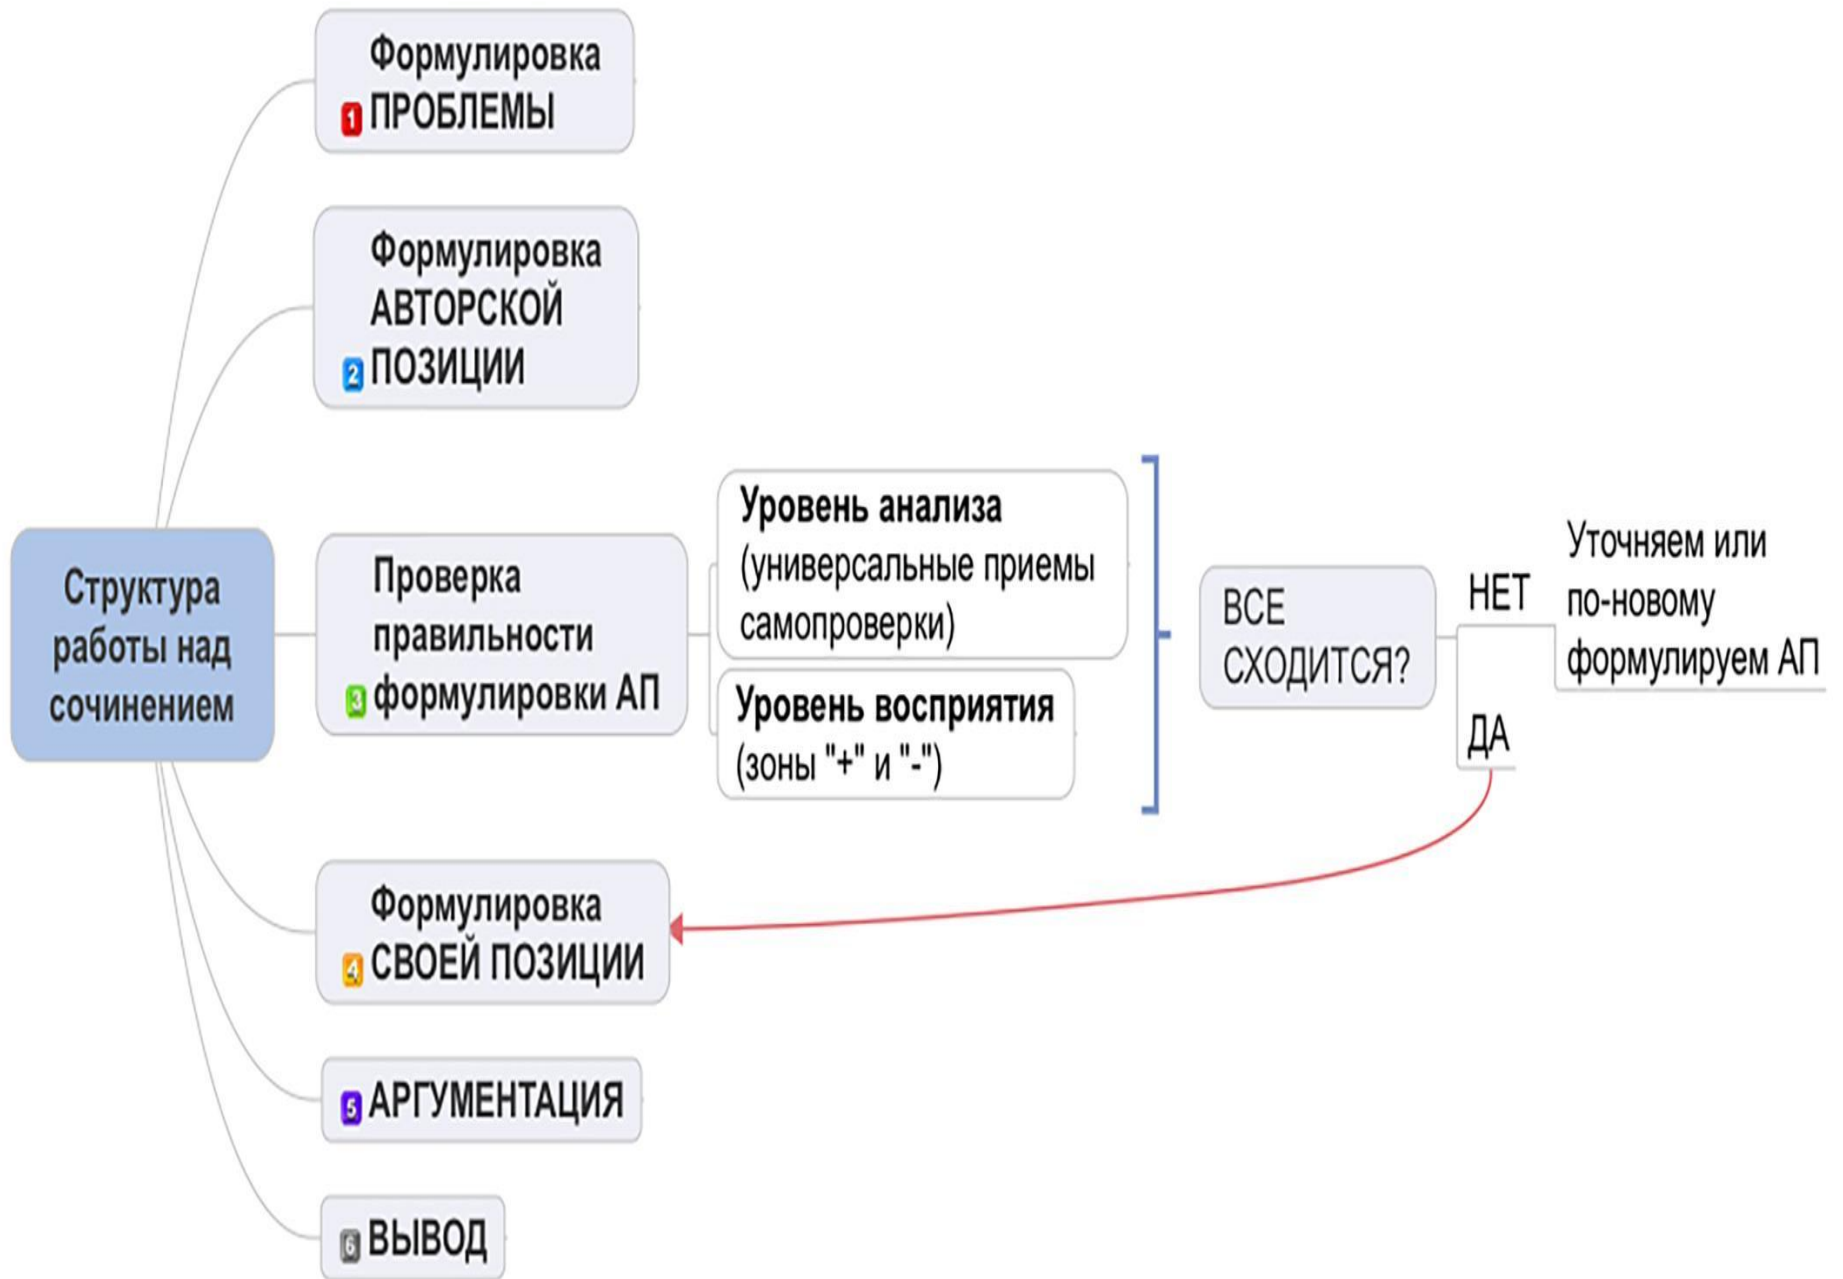 Формулировка
1 ПРОБЛЕМЫ
Формулировка
АВТОРСКОЙ
2 ПОЗИЦИИ
Структура
работы над
сочинением
Проверка
правильности
3 формулировки АП
Уровень анализа
(универсальные приемы
самопроверки)
Уровень восприятия
(зоны "+" и "-")
ВСЕ
СХОДИТСЯ?
НЕТ
Уточняем или
по-новому
формулируем АП
ДА
Формулировка
4 СВОЕЙ ПОЗИЦИИ
5 АРГУМЕНТАЦИЯ
6 ВЫВОД